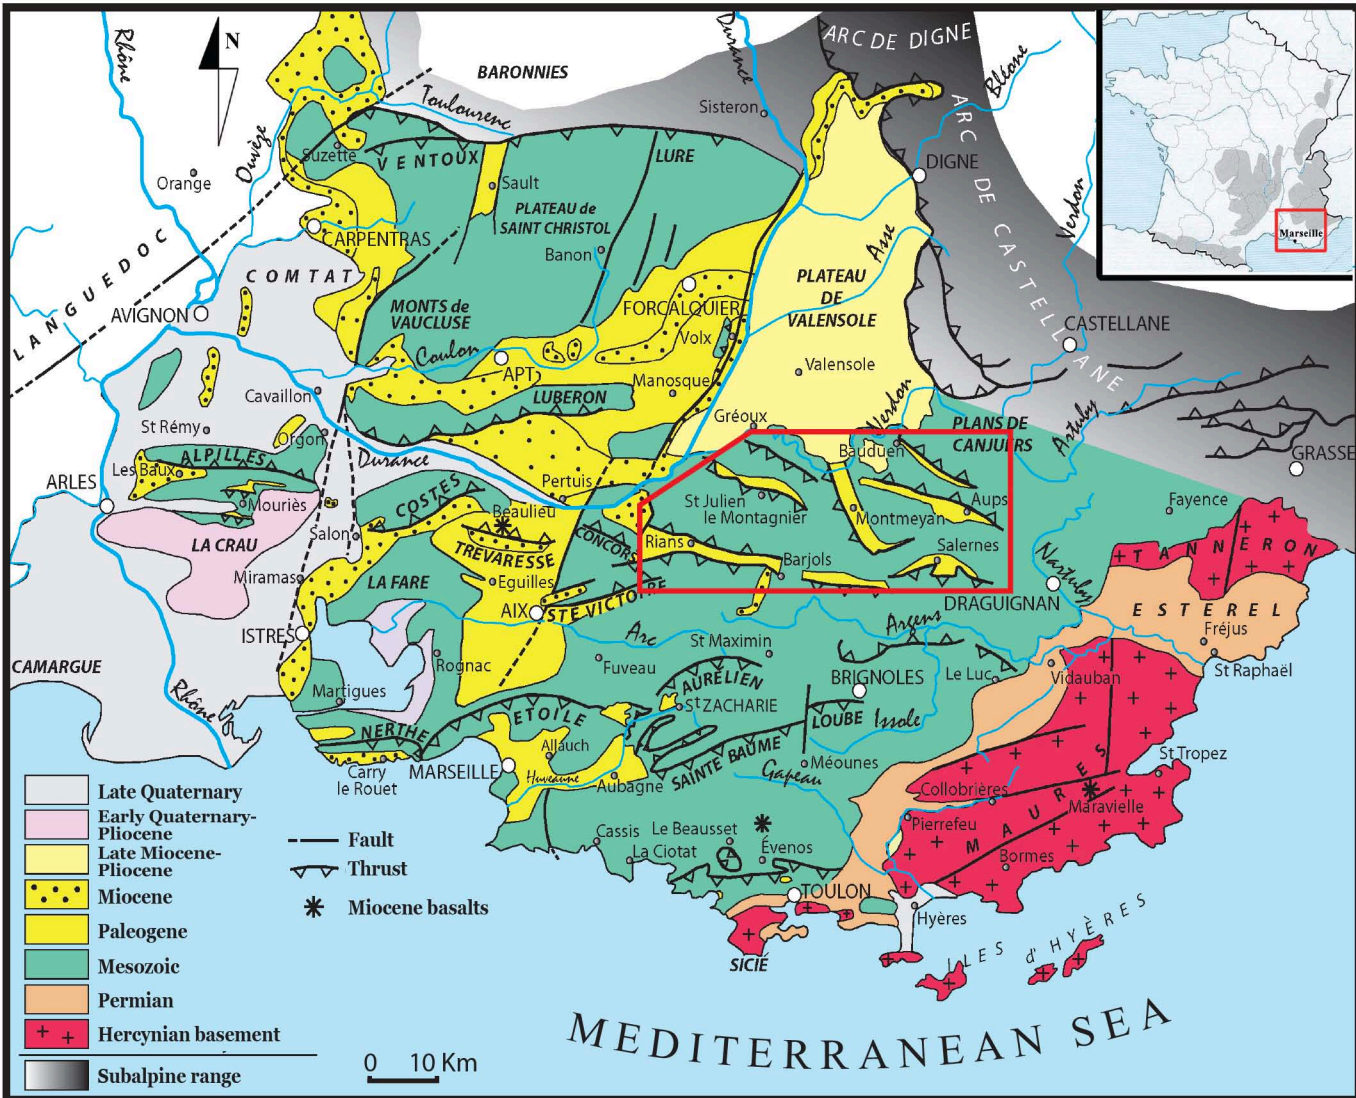 Rhône
N
BARONNIES
Durance
ARC DE DIGNE
Bléone
Ouvèze
Toulourenc
Sisteron
Suzette
VENTOUX
LURE
Orange
Sault
DIGNE
ARC DE CASTELLANE
Verdon
Marseille
PLATEAU de
SAINT CHRISTOL
CARPENTRAS
Banon
Asse
LANGUEDOC
COMTAT
PLATEAU
DE
VALENSOLE
AVIGNON
MONTS de
VAUCLUSE
FORCALQUIER
Volx
CASTELLANE
Coulon
APT
Manosque
Valensole
Cavaillon
LUBERON
Gréoux
Verdon
PLANS DE
CANJUERS
Artuby
St Rémy
Orgon
Bauduen
GRASSE
ALPILLES
Durance
Les Baux
ARLES
Pertuis
Mouriès
COSTES
Beaulieu
St Julien
le Montagnier
Aups
Montmeyan
Fayence
LA CRAU
Salon
TREVARESSE
CONCORS
Rians
Salernes
TANNERON
Miramas
LA FARE
Eguilles
Barjols
Nartuby
AIX
STE VICTOIRE
DRAGUIGNAN
ESTEREL
ISTRES
Arc
Argens
Fréjus
CAMARGUE
Rognac
Fuveau
St Maximin
St Raphaël
Rhône
Martigues
AURÉLIEN
BRIGNOLES
Le Luc
Vidauban
St ZACHARIE
NERTHE
ETOILE
LOUBE
Issole
Allauch
SAINTE BAUME
St Tropez
Carry
le Rouet
MARSEILLE
Huveaune
Aubagne
Méounes
Gapeau
Collobrières
MAURES
Maravielle
Cassis
Le Beausset
Évenos
Pierrefeu
La Ciotat
Bormes
TOULON
Hyères
SICIÉ
ILES d'HYÈRES
MEDITERRANEAN SEA
Late Quaternary
Early Quaternary-
Pliocene
Late Miocene-
Pliocene
Miocene
Paleogene
Mesozoic
Permian
Hercynian basement
Subalpine range
Fault
Thrust
Miocene basalts
0 10 Km